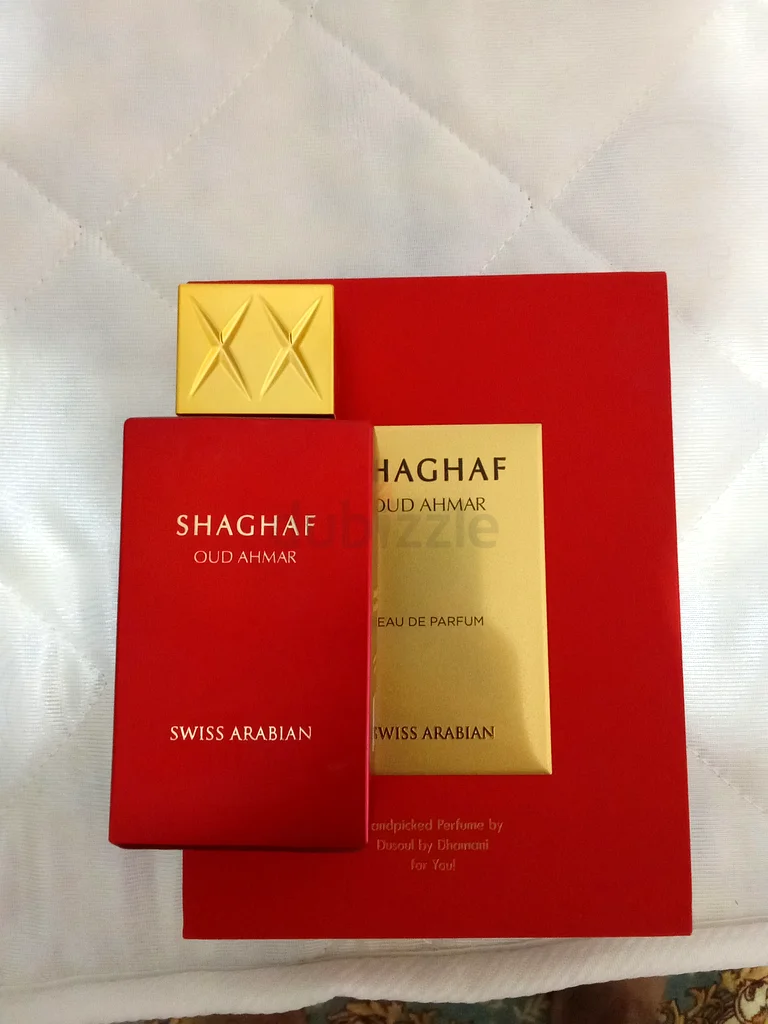 SHAGHAF
OUD AHMAR
SWISS ARABIAN
HAGHAF
OUD AHMAR
EAU DE PARFUM
SWISS ARABIAN
andpicked Perfume by
Dusoul by Dhamani
for You!
dubizzle